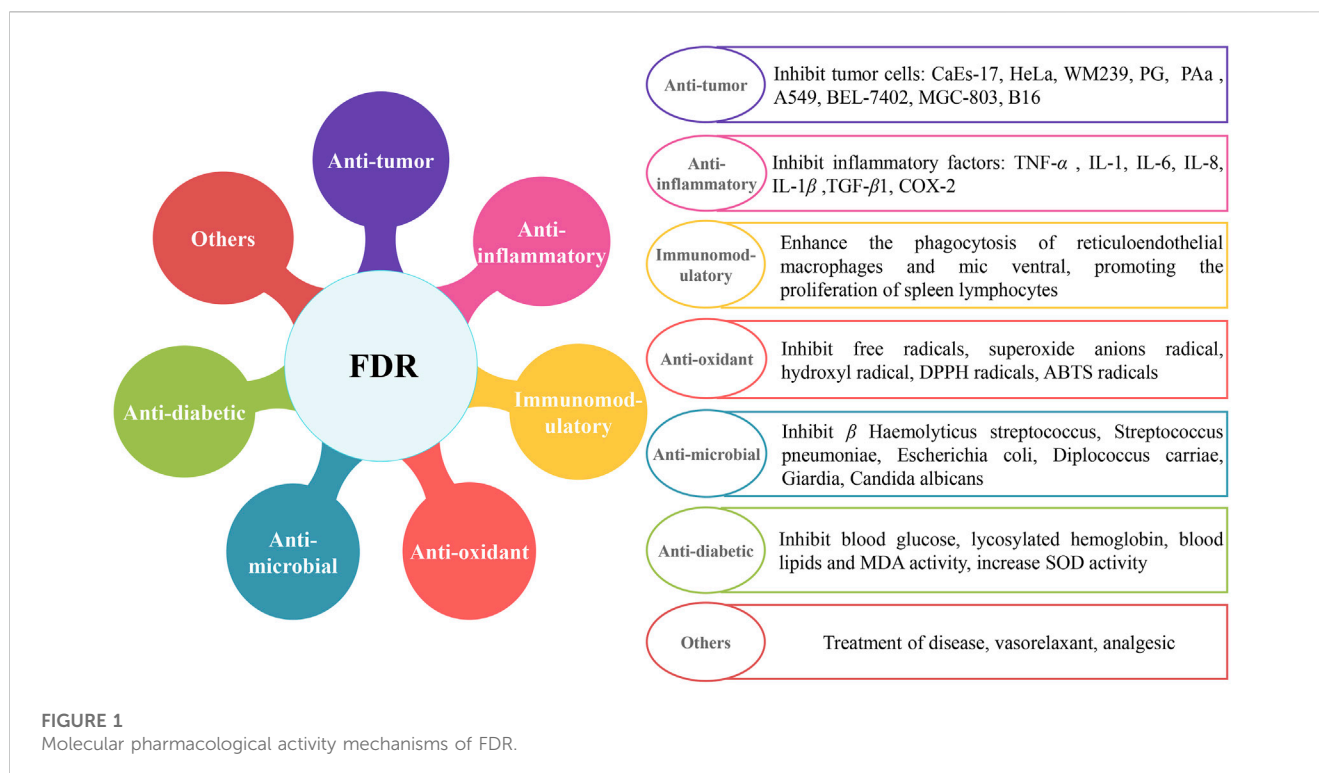 Anti-tumor
Anti-
inflammatory
Immunomod-
ulatory
Anti-oxidant
Anti-
microbial
Anti-diabetic
Others
FDR
Anti-tumor
Inhibit tumor cells: CaEs-17, HeLa, WM239, PG, PAa ,
A549, BEL-7402, MGC-803, B16
Anti-
inflammatory
Inhibit inflammatory factors: TNF-α , IL-1, IL-6, IL-8,
IL-1β ,TGF-β1, COX-2
Immunomod-
ulatory
Enhance the phagocytosis of reticuloendothelial
macrophages and mic ventral, promoting the
proliferation of spleen lymphocytes
Anti-oxidant
Inhibit free radicals, superoxide anions radical,
hydroxyl radical, DPPH radicals, ABTS radicals
Anti-microbial
Inhibit β Haemolyticus streptococcus, Streptococcus
pneumoniae, Escherichia coli, Diplococcus carriae,
Giardia, Candida albicans
Anti-diabetic
Inhibit blood glucose, lycosylated hemoglobin, blood
lipids and MDA activity, increase SOD activity
Others
Treatment of disease, vasorelaxant, analgesic
FIGURE 1
Molecular pharmacological activity mechanisms of FDR.